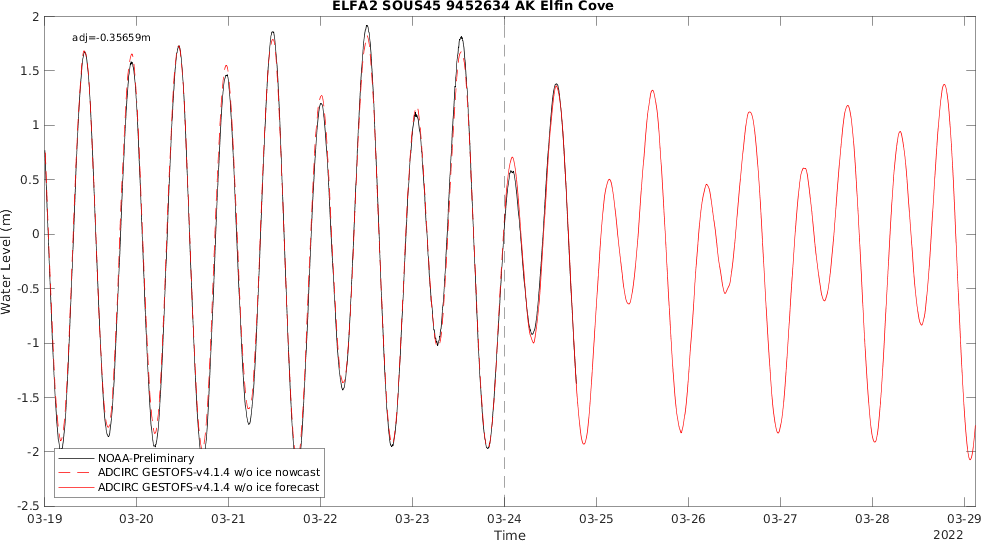 ELFA2 SOUS45 9452634 AK Elfin Cove
adj=-0.35659m
2
1.5
1
0.5
0
-0.5
-1
-1.5
-2
-2.5
Water Level (m)
NOAA-Preliminary
ADCIRC GESTOFS-v4.1.4 w/o ice nowcast
ADCIRC GESTOFS-v4.1.4 w/o ice forecast
03-19 03-20 03-21 03-22 03-23 03-24 03-25 03-26 03-27 03-28 03-29
Time
2022